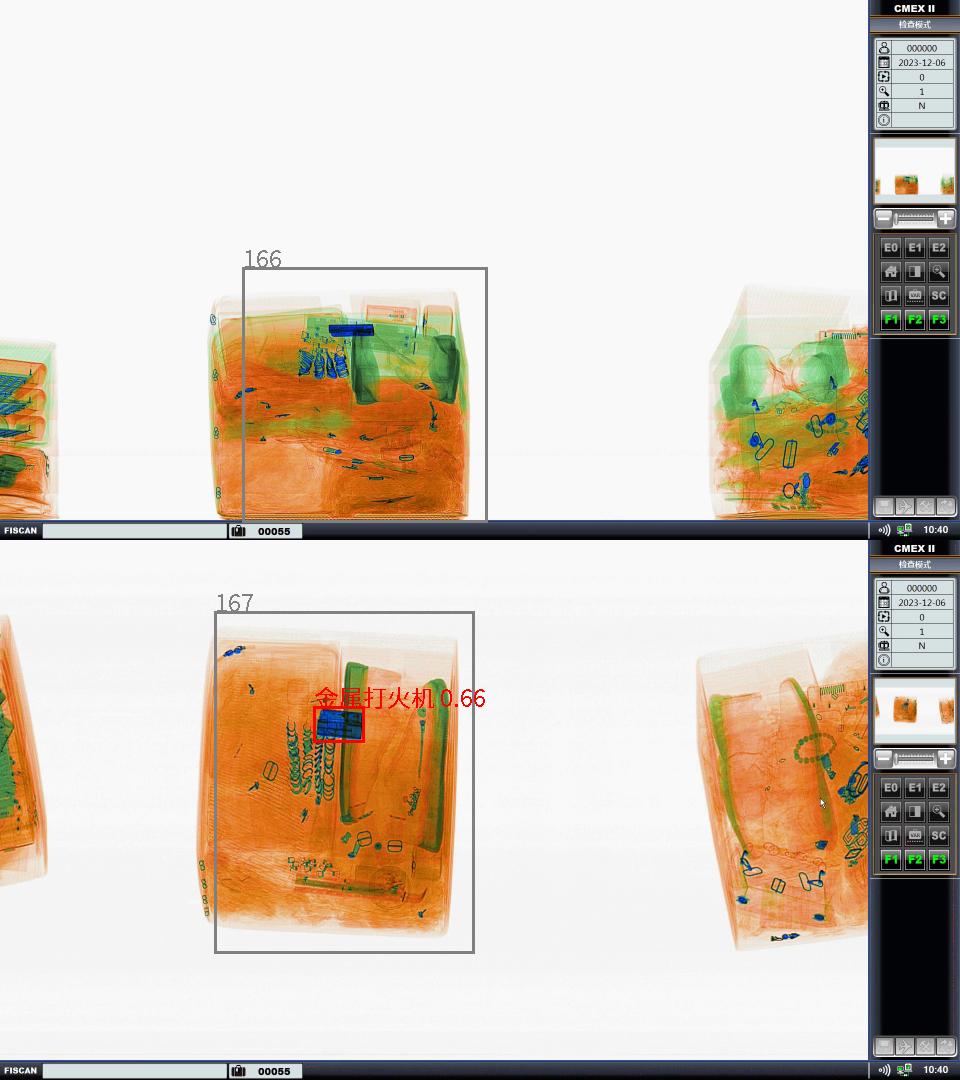 CMEX II
检查模式
000000
2023-12-06
0
1
N
E0 E1 E2
VAR SC
F1 F2 F3
166
FISCAN
00055
10:40
CMEX II
检查模式
000000
2023-12-06
0
1
N
E0 E1 E2
VAR SC
F1 F2 F3
167
金属打火机 0.66
FISCAN
00055
10:40